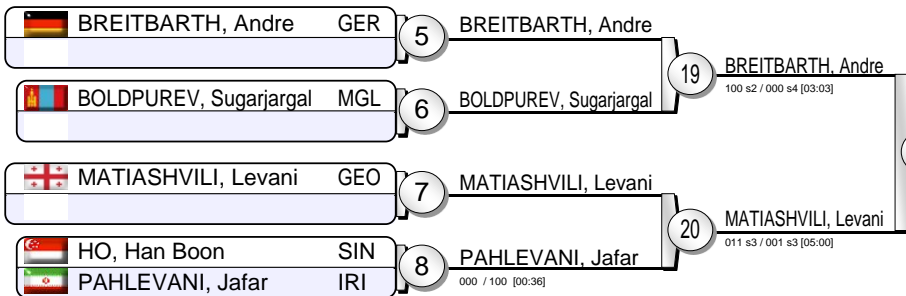 BREITBARTH, Andre GER
5
BREITBARTH, Andre
BOLDPUREV, Sugarjargal MGL
6
BOLDPUREV, Sugarjargal
19
BREITBARTH, Andre
100 s2 / 000 s4 [03:03]
MATIASHVILI, Levani GEO
7
MATIASHVILI, Levani
HO, Han Boon SIN
PAHLEVANI, Jafar IRI
8
PAHLEVANI, Jafar
000 / 100 [00:36]
20
MATIASHVILI, Levani
011 s3 / 001 s3 [05:00]